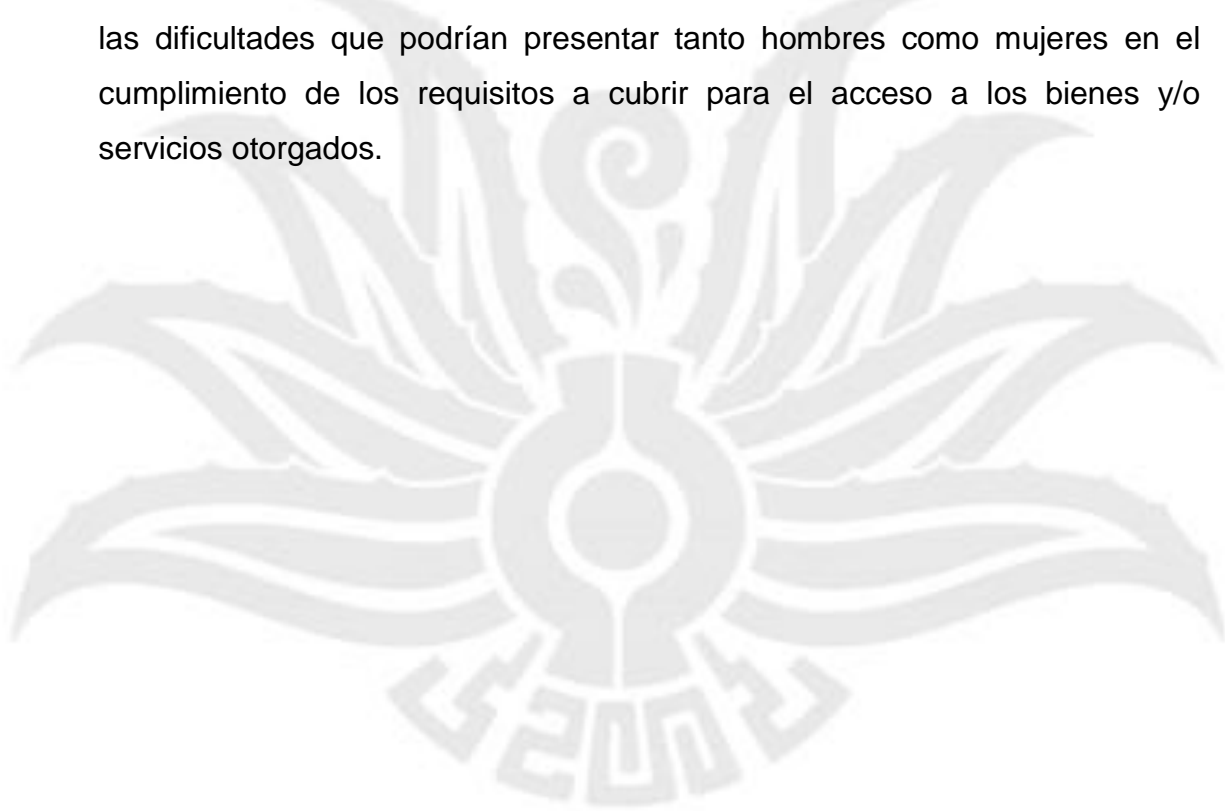 las dificultades que podrían presentar tanto hombres como mujeres en el
cumplimiento de los requisitos a cubrir para el acceso a los bienes y/o
servicios otorgados.